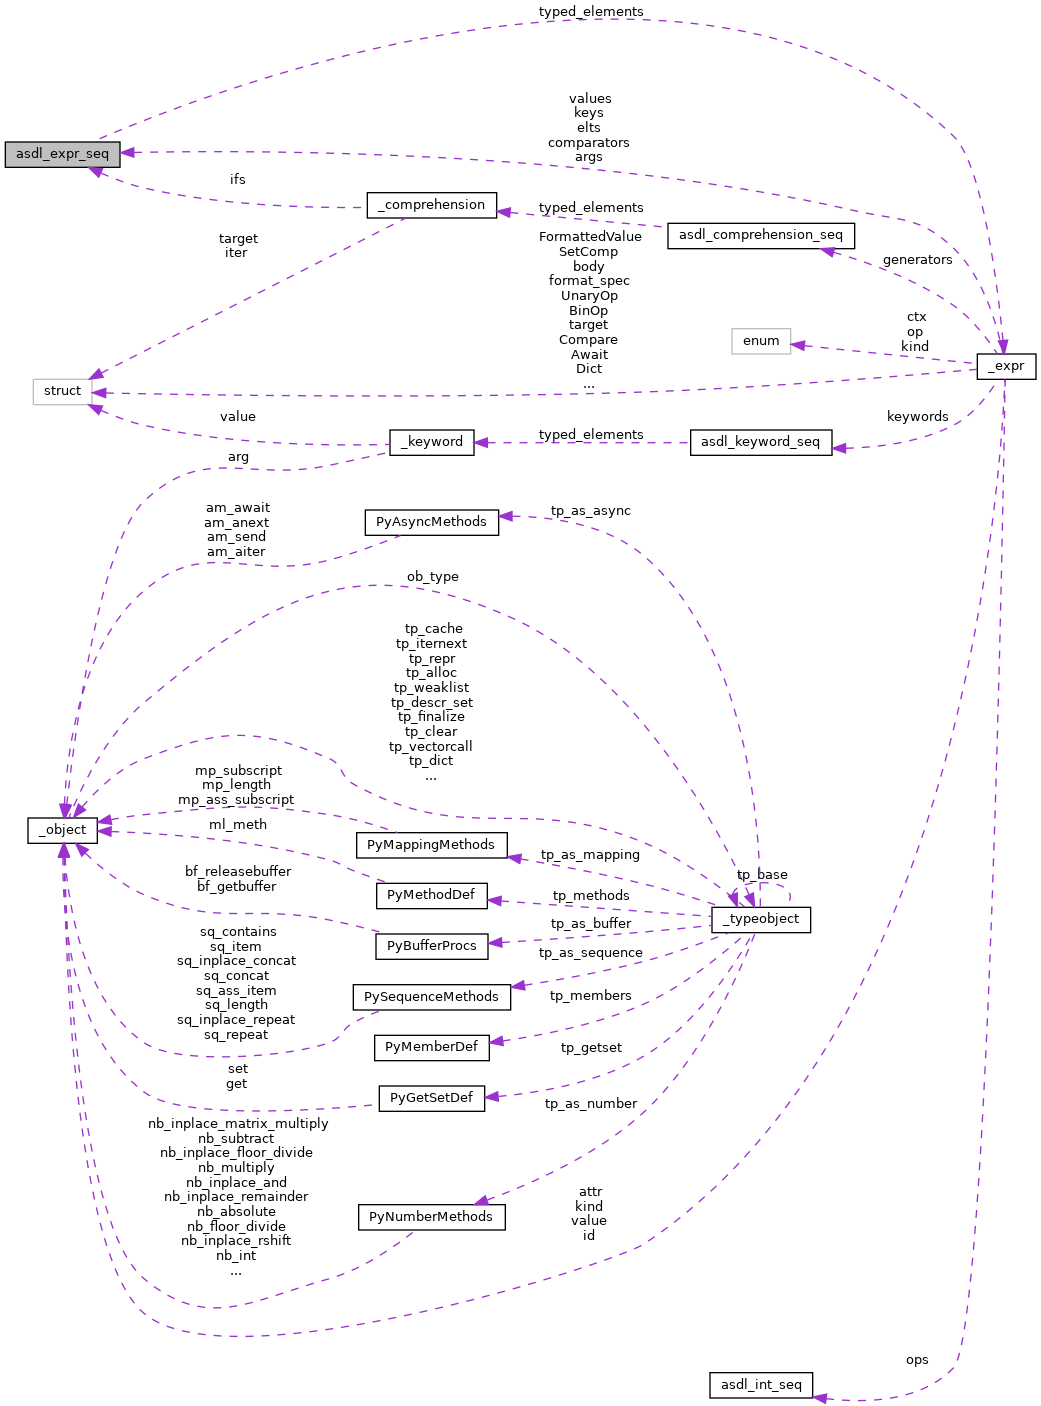 typed_elements
values
keys
elts
comparators
args
asdl_expr_seq
ifs
_comprehension
typed_elements
asdl_comprehension_seq
target
iter
generators
FormattedValue
SetComp
body
format_spec
UnaryOp
BinOp
target
Compare
Await
Dict
...
ctx
op
kind
enum
_expr
struct
value
_keyword
typed_elements
asdl_keyword_seq
keywords
arg
am_await
am_anext
am_send
am_aiter
PyAsyncMethods
tp_as_async
ob_type
tp_cache
tp_iternext
tp_repr
tp_alloc
tp_weaklist
tp_descr_set
tp_finalize
tp_clear
tp_vectorcall
tp_dict
...
mp_subscript
mp_length
mp_ass_subscript
_object
ml_meth
PyMappingMethods
tp_as_mapping
tp_base
bf_releasebuffer
bf_getbuffer
PyMethodDef
tp_methods
_typeobject
tp_as_buffer
PyBufferProcs
sq_contains
sq_item
sq_inplace_concat
sq_concat
sq_ass_item
sq_length
sq_inplace_repeat
sq_repeat
tp_as_sequence
PySequenceMethods
tp_members
PyMemberDef
tp_getset
set
get
PyGetSetDef
tp_as_number
nb_inplace_matrix_multiply
nb_subtract
nb_inplace_floor_divide
nb_multiply
nb_inplace_and
nb_inplace_remainder
nb_absolute
nb_floor_divide
nb_inplace_rshift
nb_int
...
PyNumberMethods
attr
kind
value
id
ops
asdl_int_seq